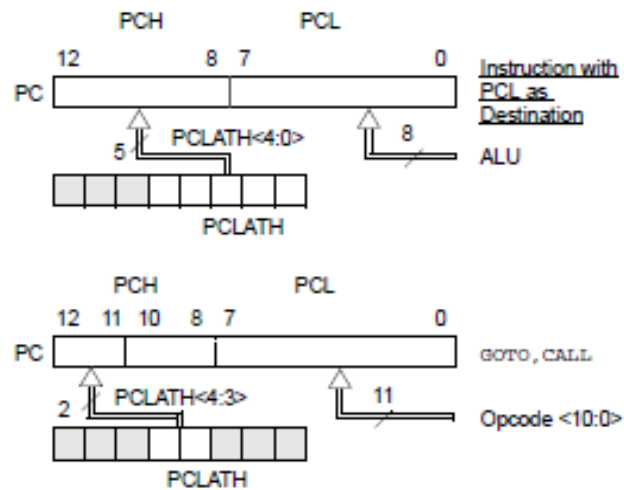 PCH PCL
12 8 7 0 Instruction with
PC PCL as
Destination
PCLATH<4:0>
5 8 ALU
PCLATH
PCH PCL
12 11 10 8 7 0
PC GOTO,CALL
PCLATH<4:3>
2 11 Opcode <10:0>
PCLATH